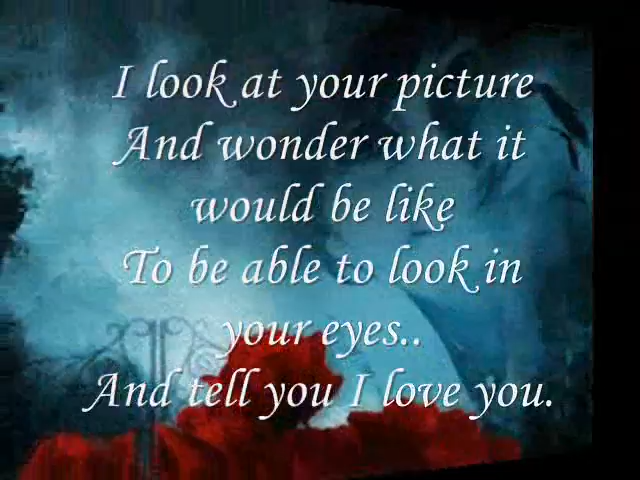 I look at your picture
And wonder what it
would be like
To be able to look in
your eyes..
And tell you I love you.